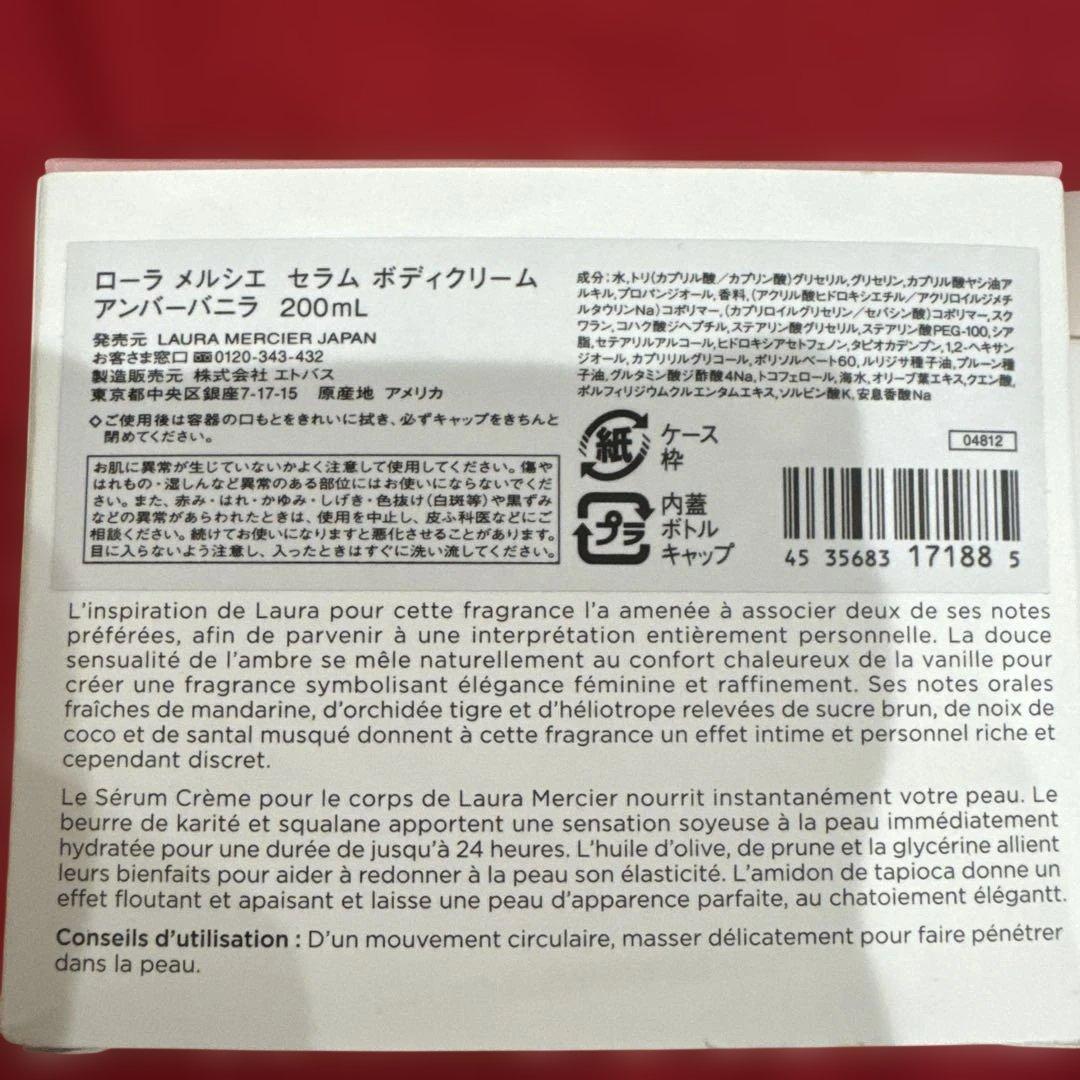 ローラ メルシエ セラム ボディクリーム
アンバーバニラ 200mL
発売元 LAURA MERCIER JAPAN
お客さま窓口 0120-343-432
製造販売元 株式会社 エトバス
東京都中央区銀座7-17-15 原産地 アメリカ
◇ご使用後は容器の口もとをきれいに拭き、必ずキャップをきちんと
閉めてください。
お肌に異常が生じていないかよく注意して使用してください。傷や
はれもの・湿しんなど異常のある部位にはお使いにならないでくだ
さい。また、赤み・はれ・かゆみ・しげき・色抜け(白斑等)や黒ずみ
などの異常があらわれたときは、使用を中止し、皮ふ科医などにご
相談ください。続けてお使いになりますと悪化させることがあります。
目に入らないよう注意し、入ったときはすぐに洗い流してください。
成分:水,トリ(カプリル酸/カプリン酸)グリセリル,グリセリン,カプリル酸ヤシ油ア
ルキル,プロパンジオール,香料,(アクリル酸ヒドロキシエチル/アクリロイルジメチ
ルタウリンNa)コポリマー,(カプロイルグリセリン/セバシン酸)コポリマー,スク
ワラン,コハク酸ジヘプチル,ステアリン酸グリセリル,ステアリン酸PEG-100,シア
脂,セテアリルアルコール,ヒドロキシアセトフェノン,タピオカデンプン,1,2-ヘキサン
ジオール,カプリリルグリコール,ポリソルベート60,ルリジサ種子油,プルーン種
子油,グルタミン酸ジ酢酸4Na,トコフェロール,海水,オリーブ葉エキス,クエン酸,
ポルフィリジウムクルエンタムエキス,ソルビン酸K,安息香酸Na
紙 ケース
枠
プラ 内蓋
ボトル
キャップ
04812
45 35683 17188 5
L'inspiration de Laura pour cette fragrance l'a amenée à associer deux de ses notes
préférées, afin de parvenir à une interprétation entièrement personnelle. La douce
sensualité de l'ambre se mêle naturellement au confort chaleureux de la vanille pour
créer une fragrance symbolisant élégance féminine et raffinement. Ses notes orales
fraîches de mandarine, d'orchidée tigre et d'héliotrope relevées de sucre brun, de noix de
coco et de santal musqué donnent à cette fragrance un effet intime et personnel riche et
cependant discret.
Le Sérum Crème pour le corps de Laura Mercier nourrit instantanément votre peau. Le
beurre de karité et squalane apportent une sensation soyeuse à la peau immédiatement
hydratée pour une durée de jusqu'à 24 heures. L'huile d'olive, de prune et la glycérine allient
leurs bienfaits pour aider à redonner à la peau son élasticité. L'amidon de tapioca donne un
effet floutant et apaisant et laisse une peau d'apparence parfaite, au chatoiement élégantt.
Conseils d'utilisation : D'un mouvement circulaire, masser délicatement pour faire pénétrer
dans la peau.